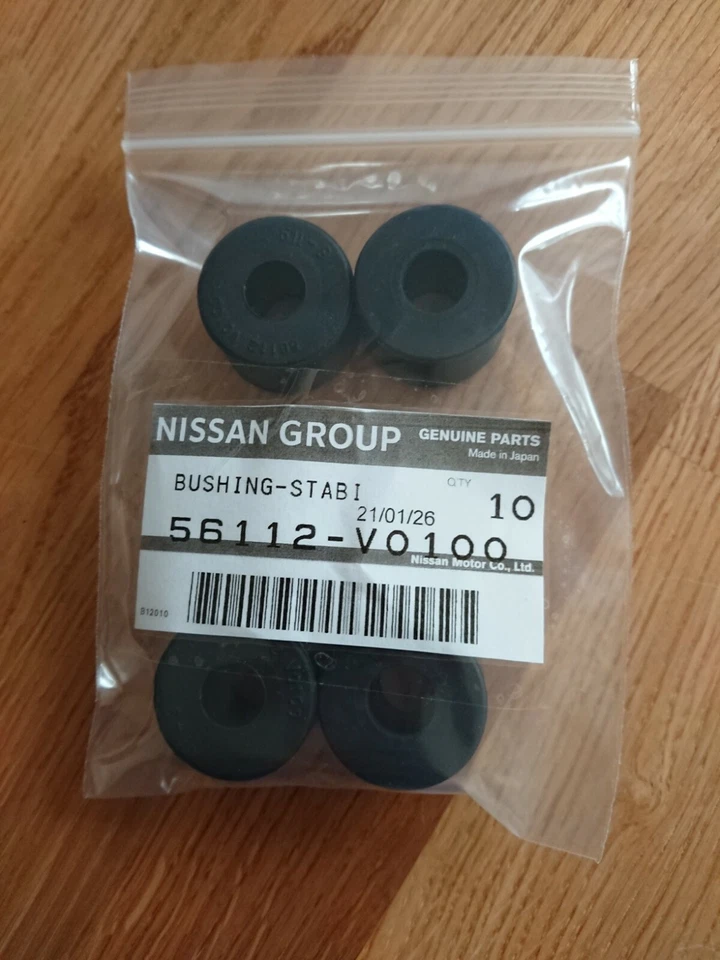 NISSAN GROUP
GENUINE PARTS
Made in Japan
BUSHING-STABI
QTY
10
21/01/26
56112-V0100
Nissan Motor Co., Ltd.
B12010